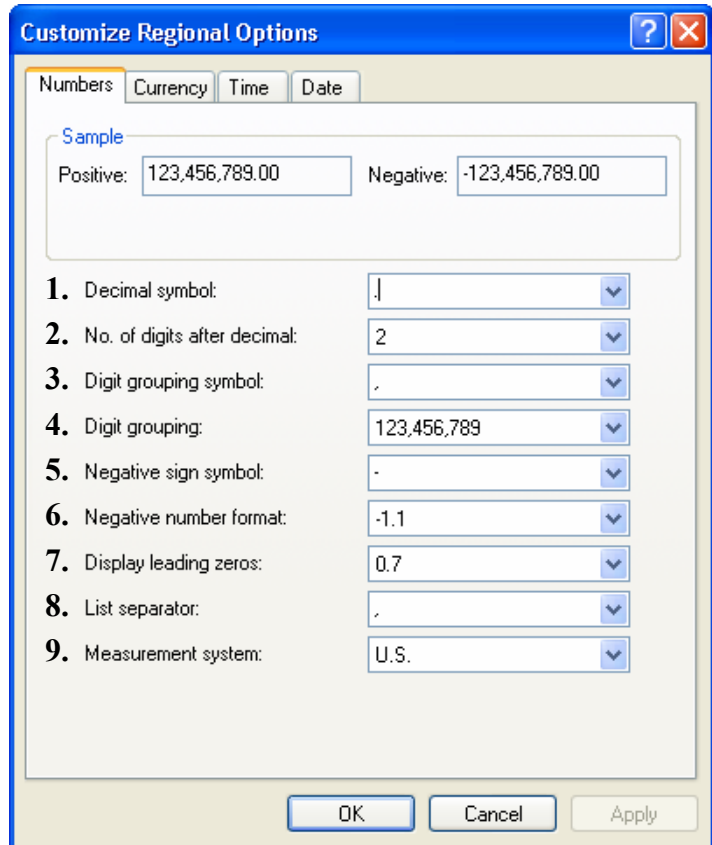 Customize Regional Options
Numbers Currency Time Date
Sample
Positive: 123,456,789.00 Negative: -123,456,789.00
1. Decimal symbol: .
2. No. of digits after decimal: 2
3. Digit grouping symbol: ,
4. Digit grouping: 123,456,789
5. Negative sign symbol: -
6. Negative number format: -1.1
7. Display leading zeros: 0.7
8. List separator: ,
9. Measurement system: U.S.
OK Cancel Apply